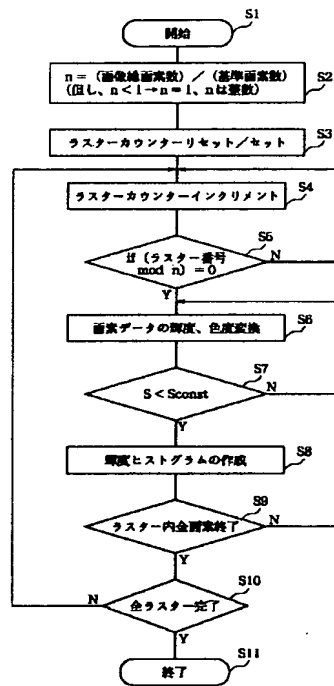 S1
開始
S2
n = (画像総画素数) / (基準画素数)
(但し、n < 1 → n = 1、nは整数)
S3
ラスターカウンターリセット/セット
S4
ラスターカウンターインクリメント
S5
if (ラスター番号
mod n) = 0
N
Y
S6
画素データの輝度、色度変換
S7
S < Sconst
N
Y
S8
輝度ヒストグラムの作成
S9
ラスター内全画素終了
N
Y
S10
全ラスター完了
N
Y
S11
終了